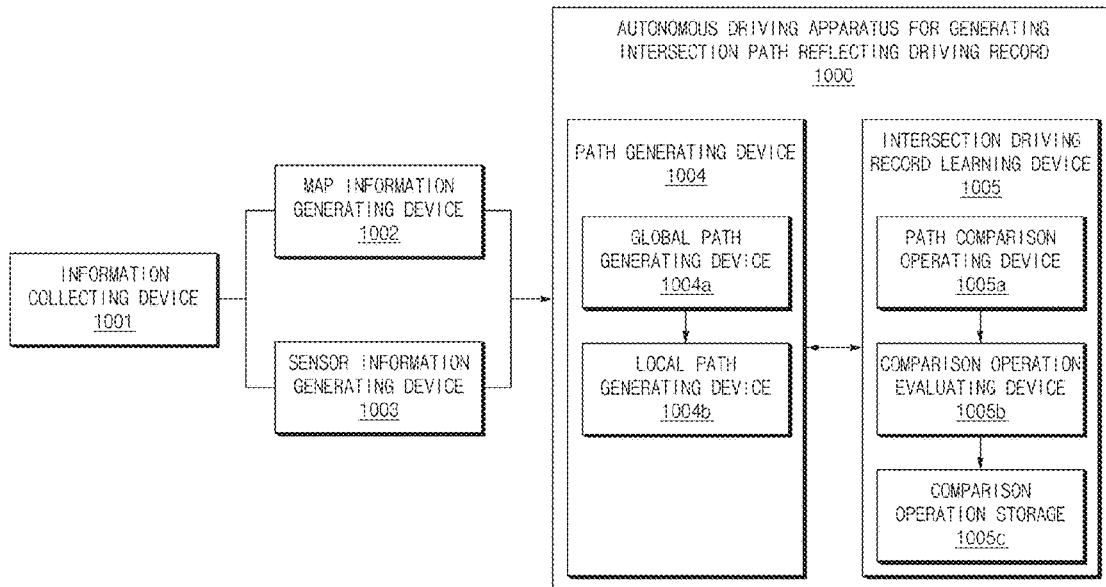 AUTONOMOUS DRIVING APPARATUS FOR GENERATING
INTERSECTION PATH REFLECTING DRIVING RECORD
1000
INFORMATION
COLLECTING DEVICE
1001
MAP INFORMATION
GENERATING DEVICE
1002
SENSOR INFORMATION
GENERATING DEVICE
1003
PATH GENERATING DEVICE
1004
GLOBAL PATH
GENERATING DEVICE
1004a
LOCAL PATH
GENERATING DEVICE
1004b
INTERSECTION DRIVING
RECORD LEARNING DEVICE
1005
PATH COMPARISON
OPERATING DEVICE
1005a
COMPARISON OPERATION
EVALUATING DEVICE
1005b
COMPARISON
OPERATION STORAGE
1005c